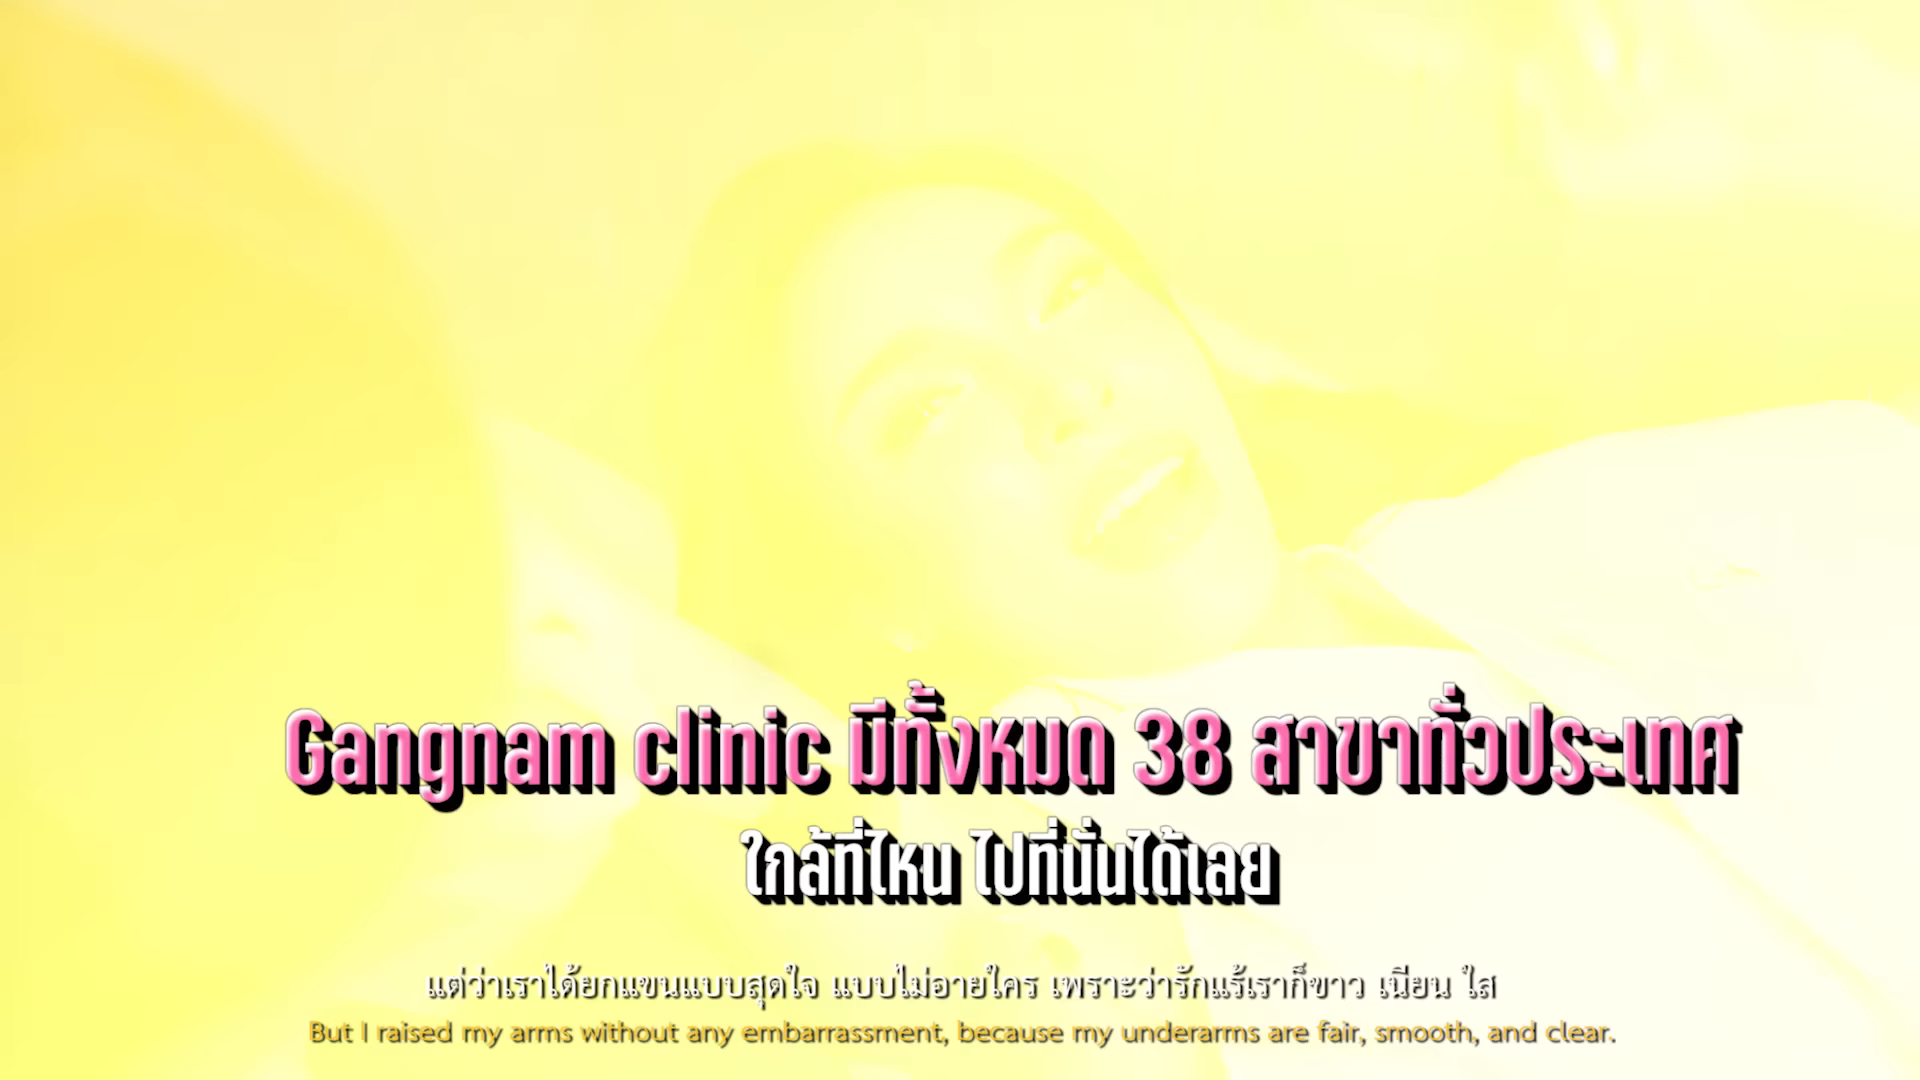 Gangnam clinic มีทั้งหมด 38 สาขาทั่วประเทศ
ใกล้ที่ไหน ไปที่นั่นได้เลย
แต่ว่าเราได้ยกแขนแบบสุดใจ แบบไม่อายใคร เพราะว่ารักแร้เราก็ขาว เนียน ใส
But I raised my arms without any embarrassment, because my underarms are fair, smooth, and clear.